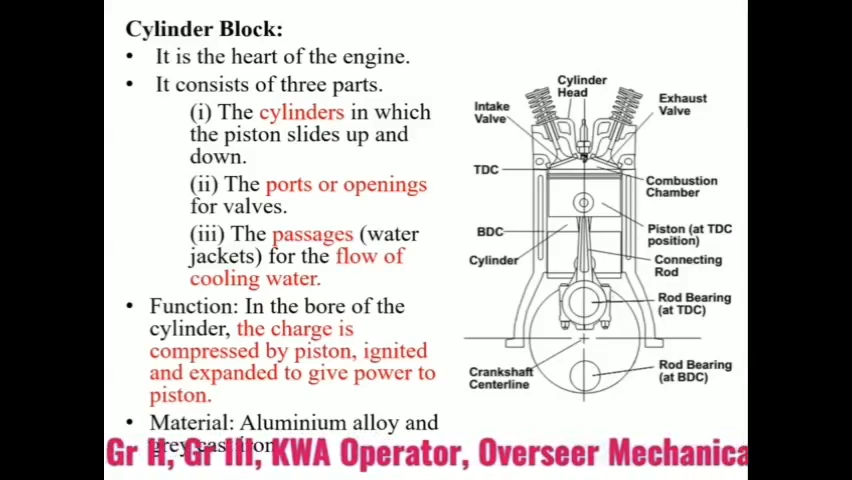 Cylinder Block:
• It is the heart of the engine.
• It consists of three parts.
(i) The cylinders in which
the piston slides up and
down.
(ii) The ports or openings
for valves.
(iii) The passages (water
jackets) for the flow of
cooling water.
• Function: In the bore of the
cylinder, the charge is
compressed by piston, ignited
and expanded to give power to
piston.
• Material: Aluminium alloy and
grey cast iron
Cylinder
Head
Intake
Valve
Exhaust
Valve
TDC
Combustion
Chamber
BDC
Piston (at TDC
position)
Cylinder
Connecting
Rod
Rod Bearing
(at TDC)
Crankshaft
Centerline
Rod Bearing
(at BDC)
Gr II, Gr III, KWA Operator, Overseer Mechanica